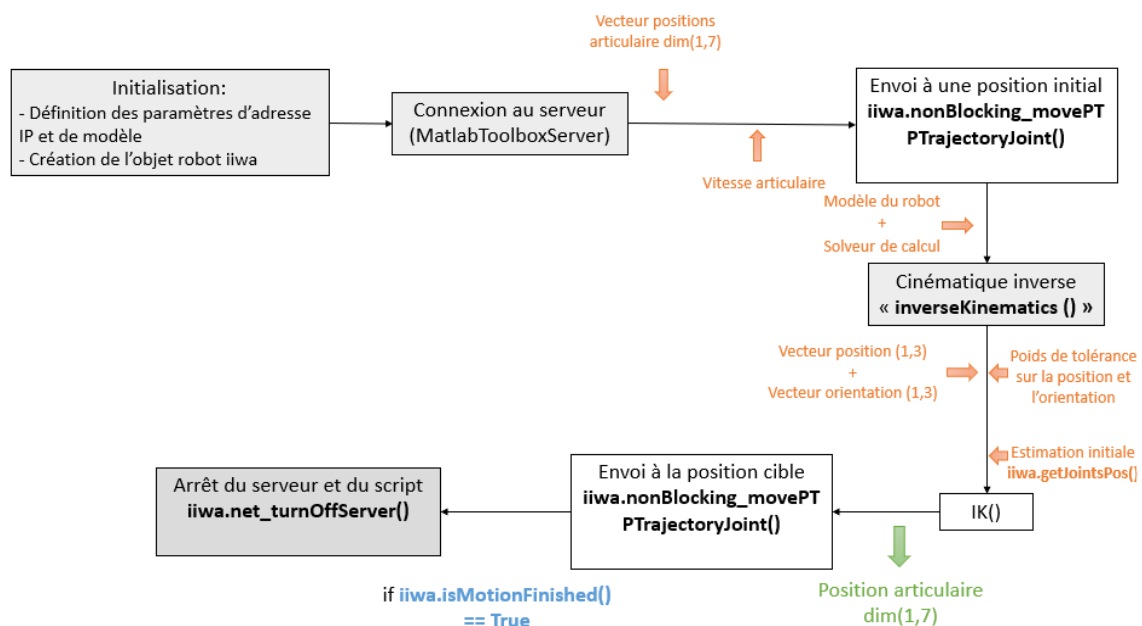 Vecteur positions
articulaire dim(1,7)
Initialisation:
- Définition des paramètres d'adresse
IP et de modèle
- Création de l'objet robot iiwa
Connexion au serveur
(MatlabToolboxServer)
Vitesse articulaire
Envoi à une position initial
iiwa.nonBlocking_movePT
PTrajectoryJoint()
Modèle du robot
+
Solveur de calcul
Cinématique inverse
« inverseKinematics () »
Vecteur position (1,3)
+
Vecteur orientation (1,3)
Poids de tolérance
sur la position et
l'orientation
Estimation initiale
iiwa.getJointsPos()
IK()
Position articulaire
dim(1,7)
Envoi à la position cible
iiwa.nonBlocking_movePT
PTrajectoryJoint()
if iiwa.isMotionFinished()
== True
Arrêt du serveur et du script
iiwa.net_turnOffServer()